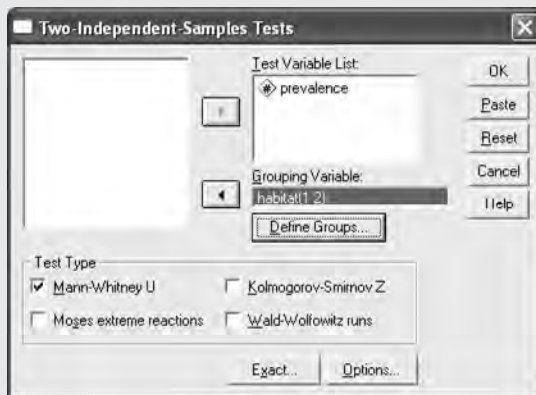 Two-Independent-Samples Tests
Test Variable List:
# prevalence
Grouping Variable:
habitat(1 2)
Define Groups...
OK
Paste
Reset
Cancel
Help
Test Type
Mann-Whitney U
Kolmogorov-Smirnov Z
Moses extreme reactions
Wald-Wolfowitz runs
Exact...
Options...